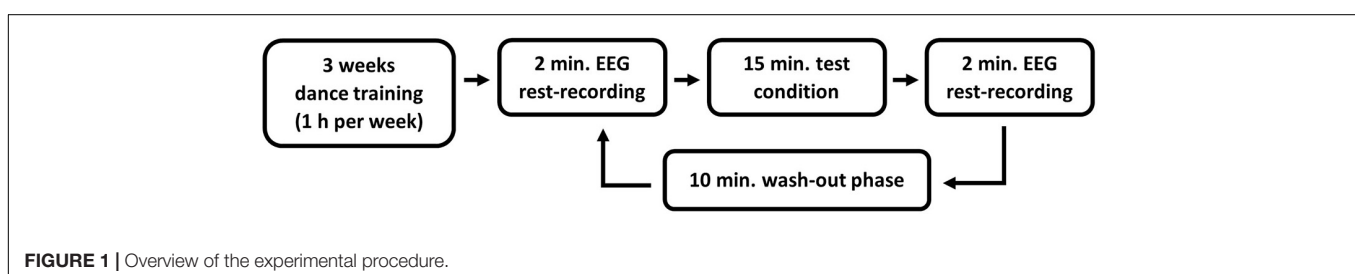 3 weeks
dance training
(1 h per week)
2 min. EEG
rest-recording
15 min. test
condition
2 min. EEG
rest-recording
10 min. wash-out phase
FIGURE 1 | Overview of the experimental procedure.